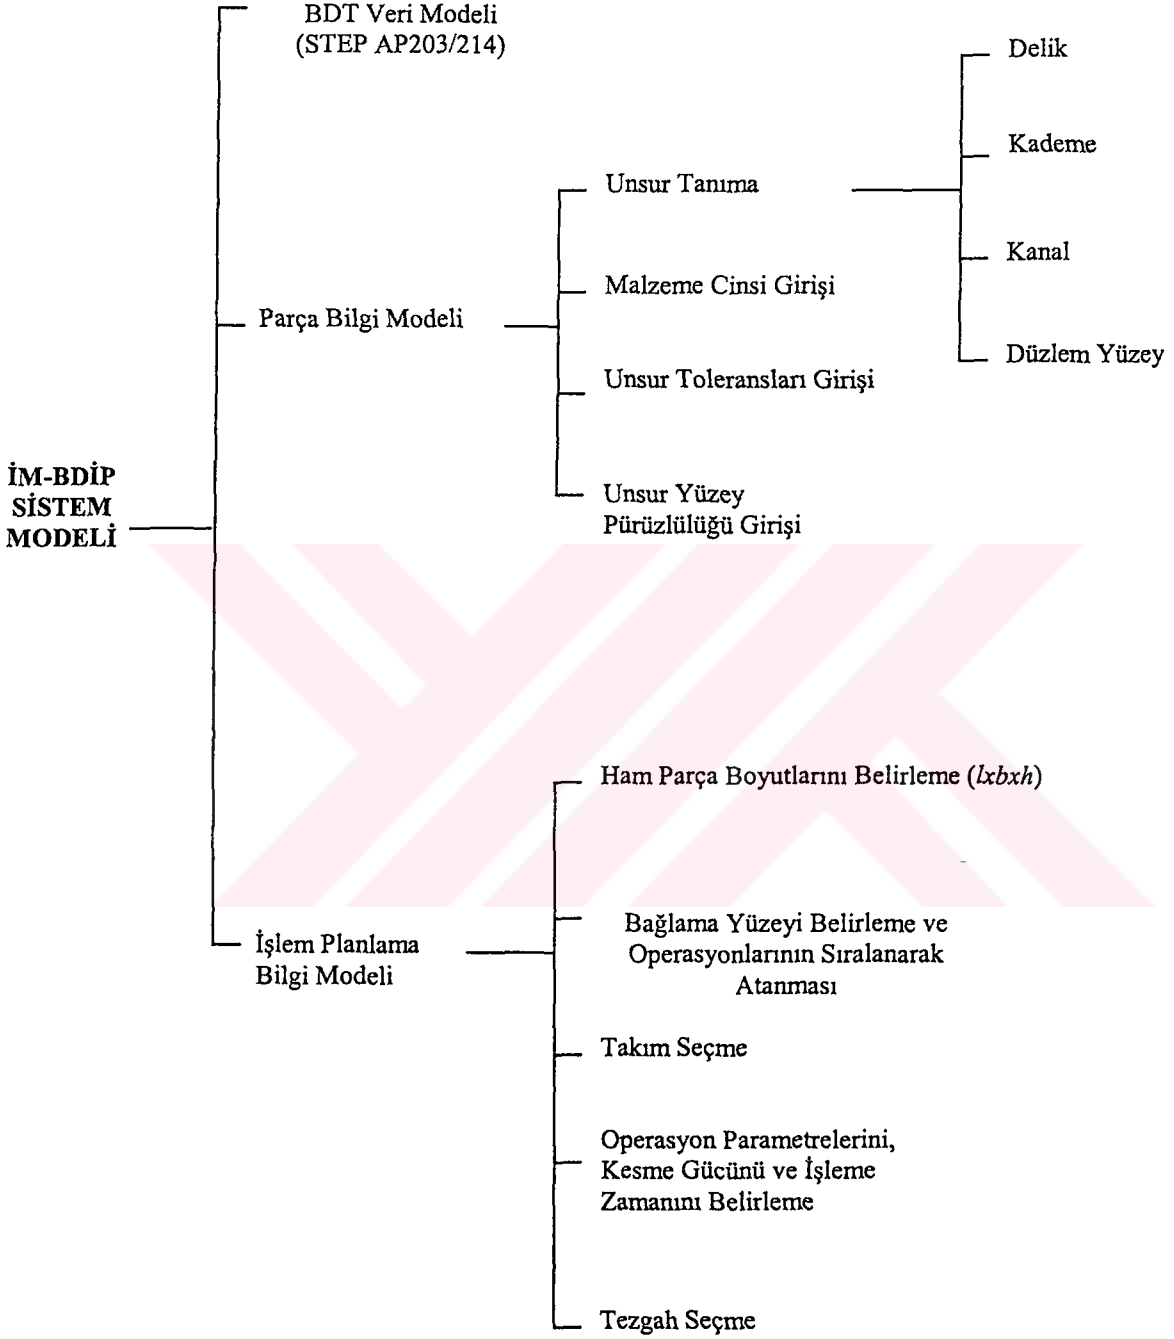 BDT Veri Modeli
(STEP AP203/214)
Delik
Kademe
Unsur Tanıma
Kanal
Malzeme Cinsi Girişi
Parça Bilgi Modeli
Düzlem Yüzey
Unsur Toleransları Girişi
İM-BDİP
SİSTEM
MODELİ
Unsur Yüzey
Pürüzlülüğü Girişi
Ham Parça Boyutlarını Belirleme (lxbxh)
İşlem Planlama
Bilgi Modeli
Bağlama Yüzeyi Belirleme ve
Operasyonlarının Sıralanarak
Atanması
Takım Seçme
Operasyon Parametrelerini,
Kesme Gücünü ve İşleme
Zamanını Belirleme
Tezgah Seçme